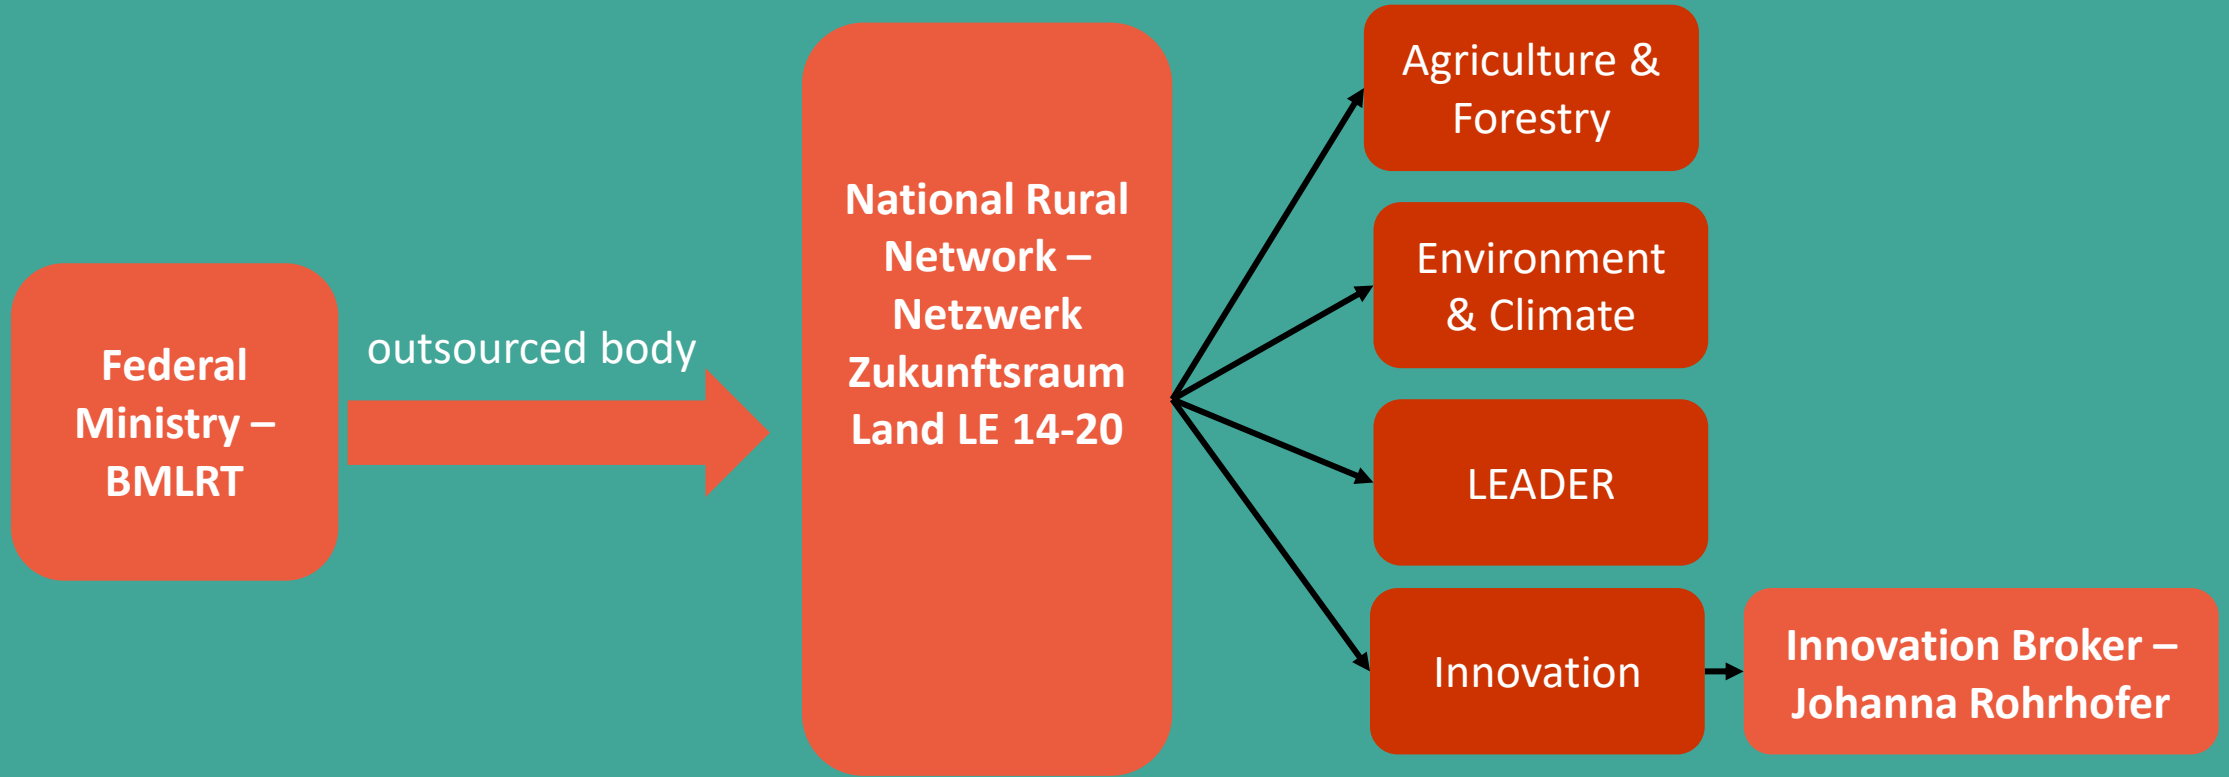 Federal
Ministry –
BMLRT
outsourced body
National Rural
Network –
Netzwerk
Zukunftsraum
Land LE 14-20
Agriculture &
Forestry
Environment
& Climate
LEADER
Innovation
Innovation Broker –
Johanna Rohrhofer